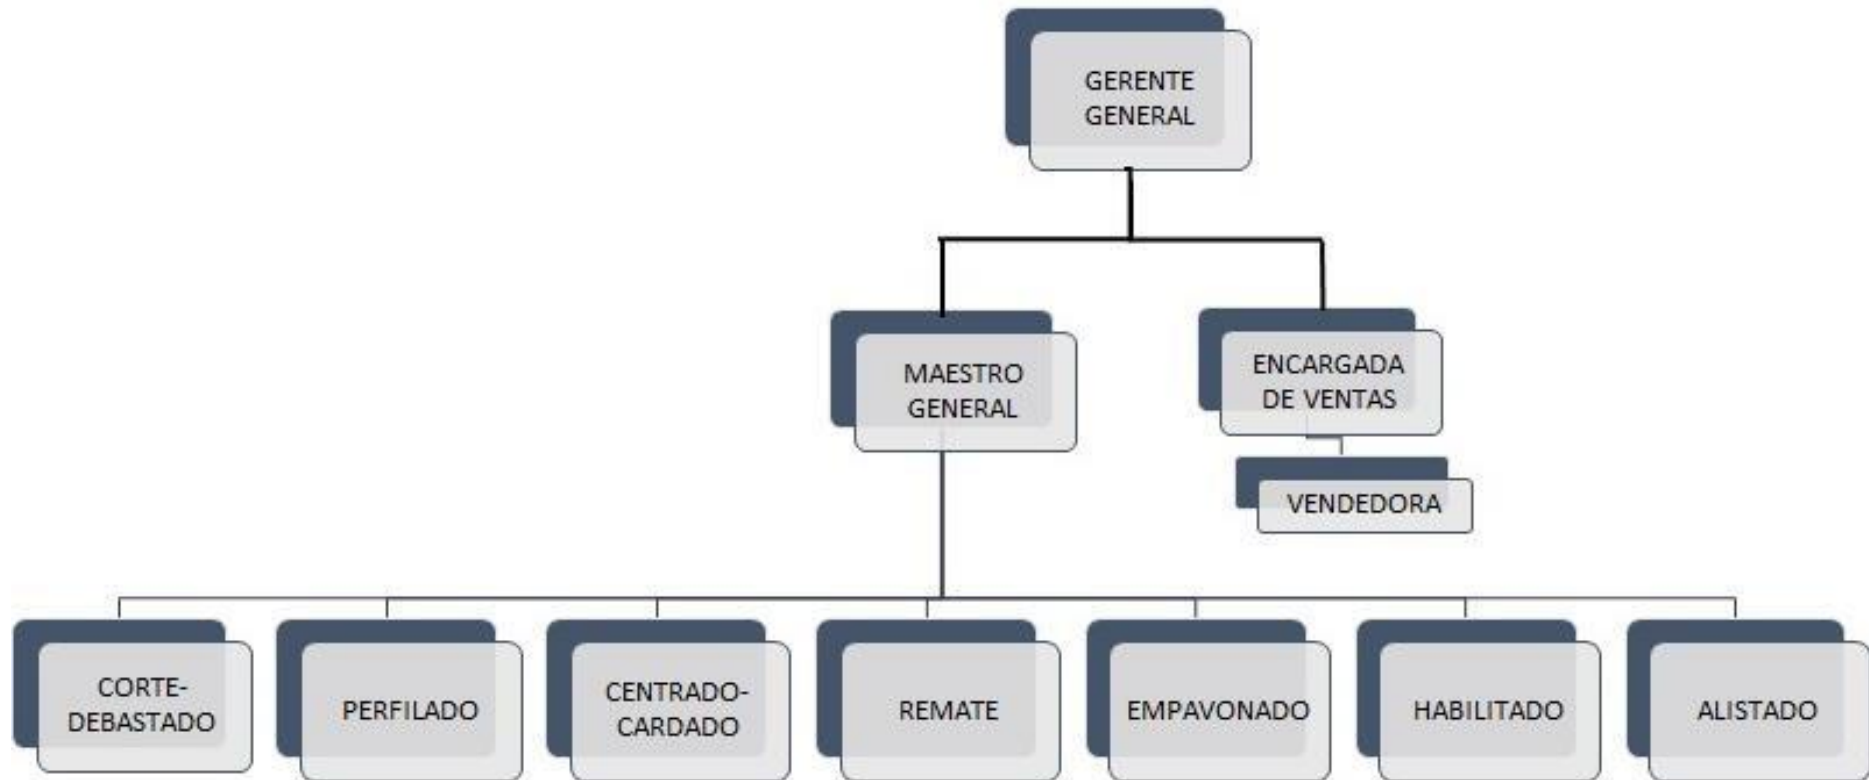 GERENTE
GENERAL
MAESTRO
GENERAL
ENCARGADA
DE VENTAS
VENDEDORA
CORTE-
DEBASTADO
PERFILADO
CENTRADO-
CARDADO
REMATE
EMPAVONADO
HABILITADO
ALISTADO